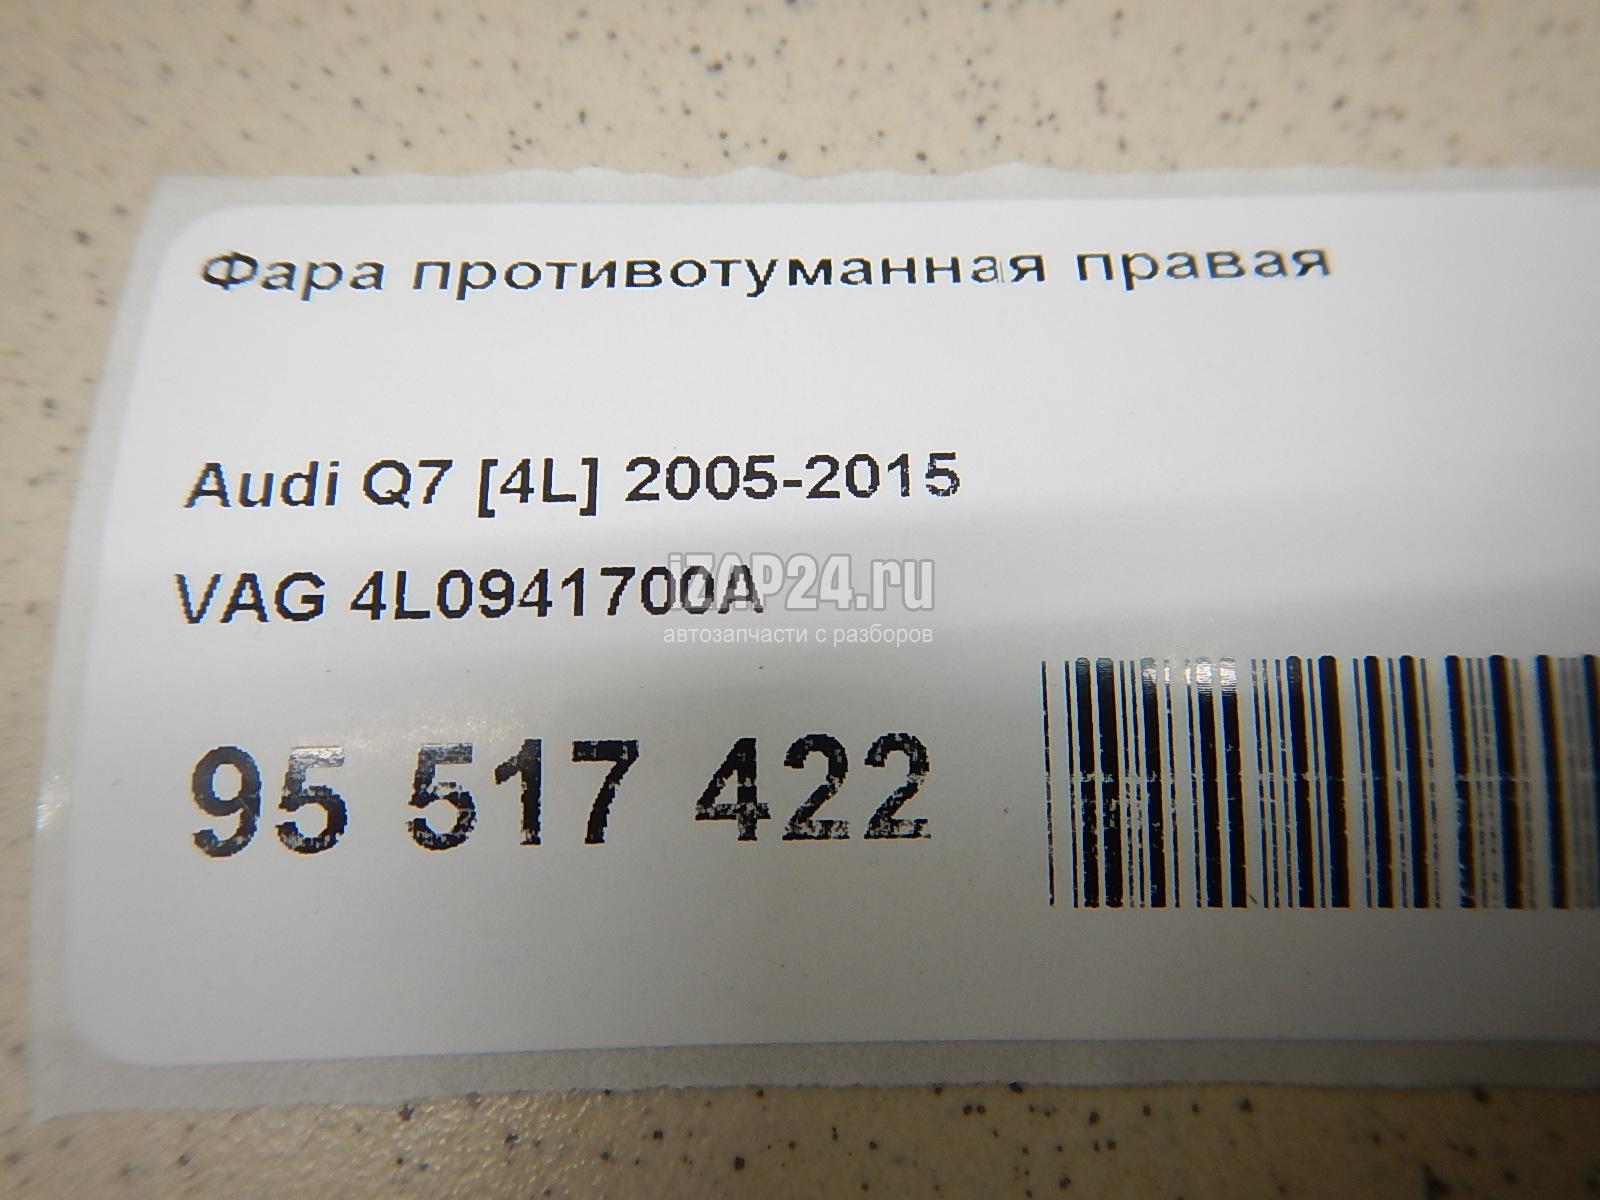 Фара противотуманная правая
Audi Q7 [4L] 2005-2015
VAG 4L0941700A
iZAP24.ru
автозапчасти с разборов
95 517 422